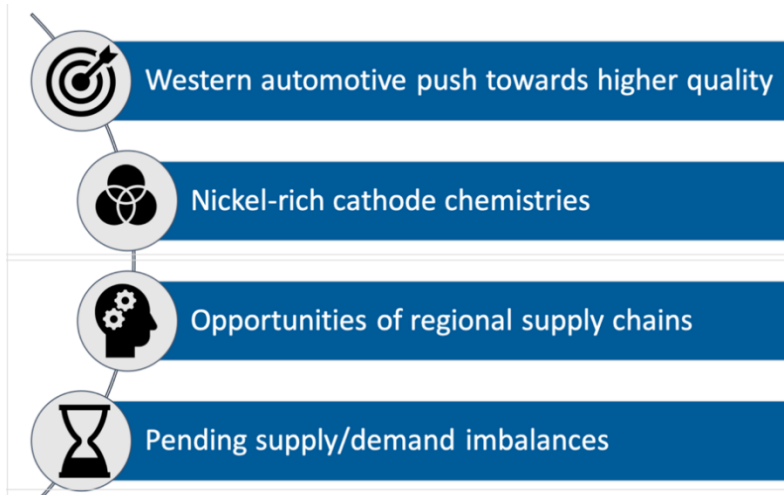 Western automotive push towards higher quality
Nickel-rich cathode chemistries
Opportunities of regional supply chains
Pending supply/demand imbalances